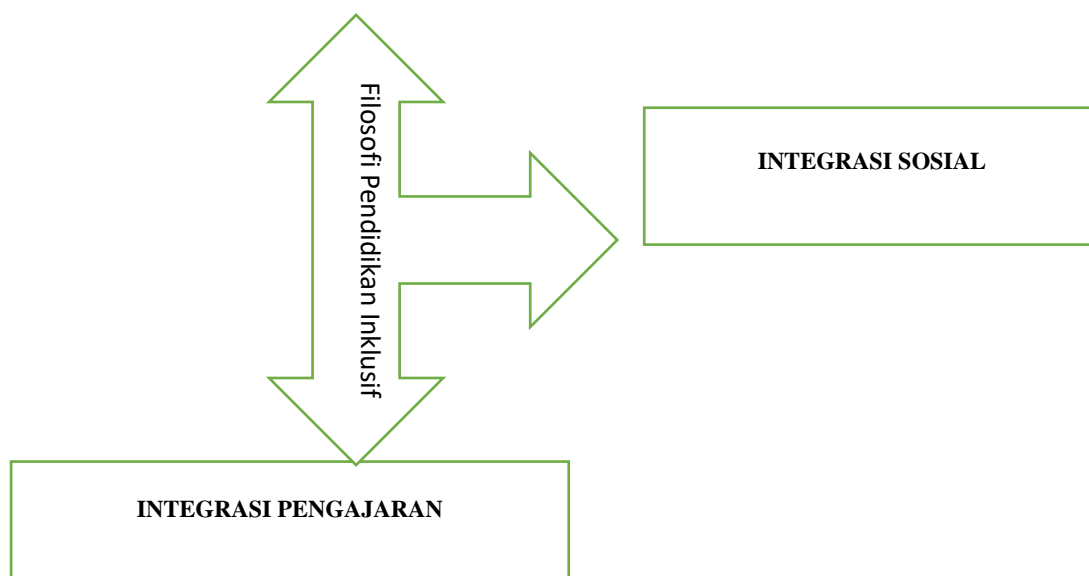 Filosofi Pendidikan Inklusif
INTEGRASI SOSIAL
INTEGRASI PENGAJARAN